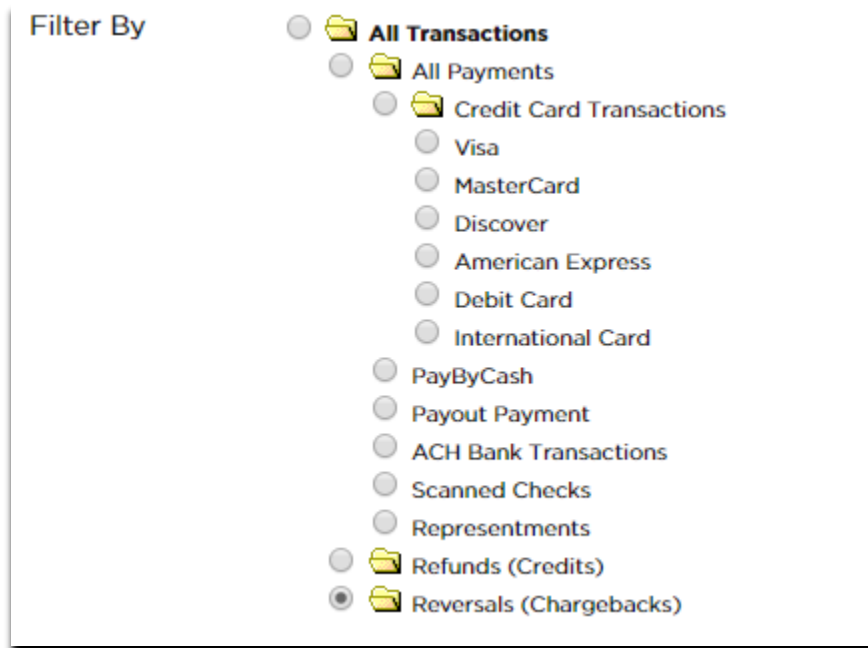 Filter By
All Transactions
All Payments
Credit Card Transactions
Visa
MasterCard
Discover
American Express
Debit Card
International Card
PayByCash
Payout Payment
ACH Bank Transactions
Scanned Checks
Representments
Refunds (Credits)
Reversals (Chargebacks)